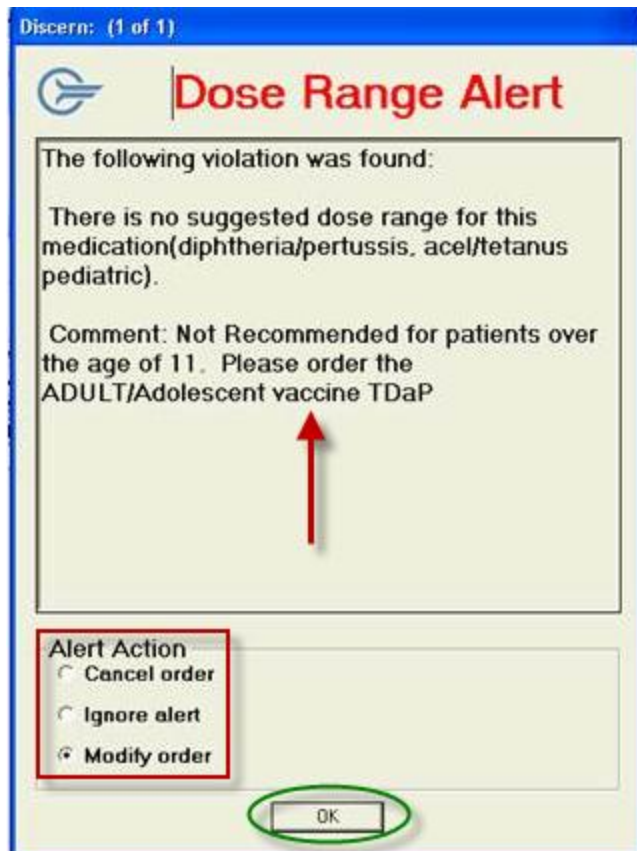 Discern: (1 of 1)
Dose Range Alert
The following violation was found:
There is no suggested dose range for this
medication(diphtheria/pertussis, acel/tetanus
pediatric).
Comment: Not Recommended for patients over
the age of 11. Please order the
ADULT/Adolescent vaccine TDaP
Alert Action
Cancel order
Ignore alert
Modify order
OK